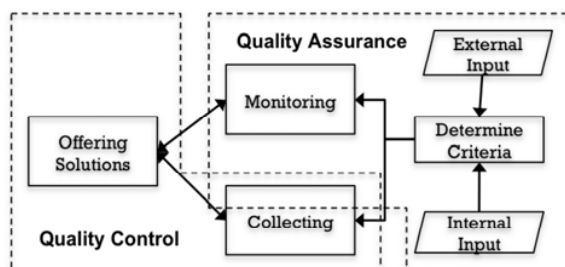 Quality Assurance
External
Input
Monitoring
Offering
Solutions
Determine
Criteria
Collecting
Quality Control
Internal
Input